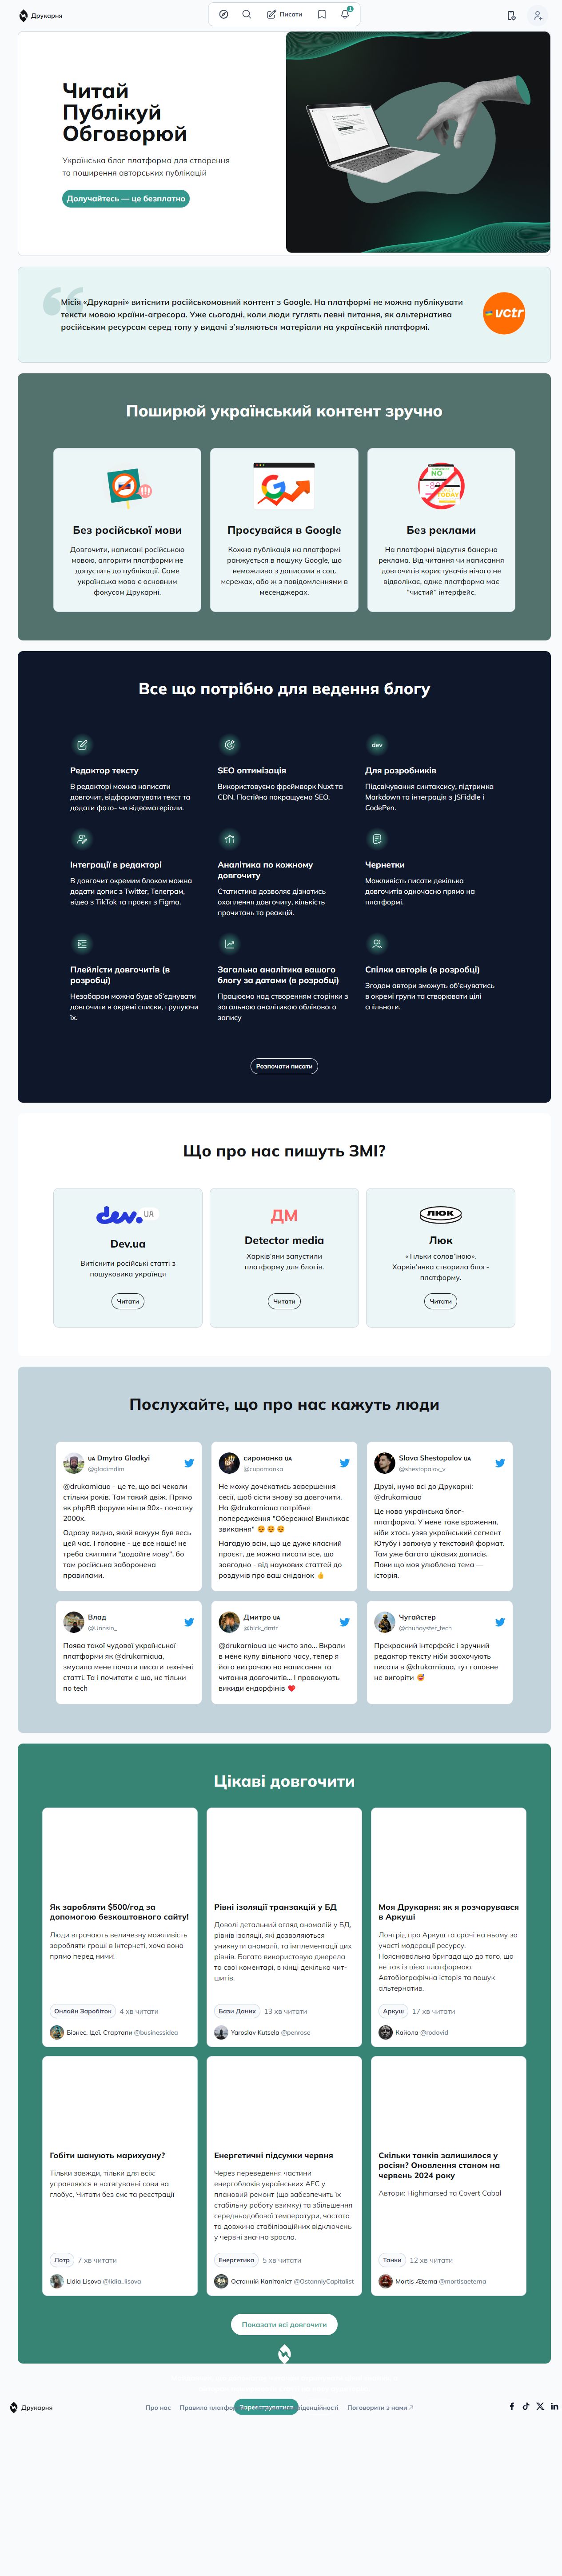 Друкарня
Писати
1
Читай
Публікуй
Обговорюй
Українська блог платформа для створення
та поширення авторських публікацій
Долучайтесь — це безплатно
Місія «Друкарні» витіснити російськомовний контент з Google. На платформі не можна публікувати
тексти мовою країни-агресора. Уже сьогодні, коли люди гуглять певні питання, як альтернатива
російським ресурсам серед топу у видачі з’являються матеріали на українській платформі.
vctr
Поширюй український контент зручно
Без російської мови
Довгочити, написані російською
мовою, алгоритм платформи не
допустить до публікації. Саме
українська мова є основним
фокусом Друкарні.
Просувайся в Google
Кожна публікація на платформі
ранжується в пошуку Google, що
неможливо з дописами в соц.
мережах, або ж з повідомленнями в
месенджерах.
Без реклами
На платформі відсутня банерна
реклама. Від читання чи написання
довгочитів користувачів нічого не
відволікає, адже платформа має
“чистий” інтерфейс.
Все що потрібно для ведення блогу
Редактор тексту
В редакторі можна написати
довгочит, відформатувати текст та
додати фото- чи відеоматеріали.
SEO оптимізація
Використовуємо фреймворк Nuxt та
CDN. Постійно покращуємо SEO.
dev
Для розробників
Підсвічування синтаксису, підтримка
Markdown та інтеграція з JSFiddle і
CodePen.
Інтеграції в редакторі
В довгочит окремим блоком можна
додати допис з Twitter, Телеграм,
відео з TikTok та проєкт з Figma.
Аналітика по кожному
довгочиту
Статистика дозволяє дізнатись
охоплення довгочиту, кількість
прочитань та реакцій.
Чернетки
Можливість писати декілька
довгочитів одночасно прямо на
платформі.
Плейлісти довгочитів (в
розробці)
Незабаром можна буде об’єднувати
довгочити в окремі списки, групуючи
їх.
Загальна аналітика вашого
блогу за датами (в розробці)
Працюємо над створенням сторінки з
загальною аналітикою облікового
запису
Спілки авторів (в розробці)
Згодом автори зможуть об’єнуватись
в окремі групи та створювати цілі
спільноти.
Розпочати писати
Що про нас пишуть ЗМІ?
dev. UA
Dev.ua
Витіснити російські статті з
пошуковика українця
Читати
ДМ
Detector media
Харків’яни запустили
платформу для блогів.
Читати
ЛЮК
Люк
«Тільки солов’їною».
Харків’янка створила блог-
платформу.
Читати
Послухайте, що про нас кажуть люди
UA Dmytro Gladkyi
@gladimdim
@drukarniaua - це те, що всі чекали
стільки років. Там такий двіж. Прямо
як phpBB форуми кінця 90х- початку
2000х.
Одразу видно, який вакуум був весь
цей час. І головне - це все наше! не
треба скиглити "додайте мову", бо
там російська заборонена
правилами.
сироманка UA
@cupomanka
Не можу дочекатись завершення
сесії, щоб сісти знову за довгочити.
На @drukarniaua потрібне
попередження "Обережно! Викликає
звикання"
Нагадую всім, що це дуже класний
проєкт, де можна писати все, що
завгодно - від наукових статтей до
роздумів про ваш сніданок
Slava Shestopalov UA
@shestopalov_v
Друзі, нумо всі до Друкарні:
@drukarniaua
Це нова українська блог-
платформа. У мене таке враження,
ніби хтось узяв український сегмент
Ютубу і запхнув у текстовий формат.
Там уже багато цікавих дописів.
Поки що моя улюблена тема —
історія.
Влад
@Unnsin_
Поява такої чудової української
платформи як @drukarniaua,
змусила мене почати писати технічні
статті. Та і почитати є що, не тільки
по tech
Дмитро UA
@blck_dmtr
@drukarniaua це чисто зло... Вкрали
в мене купу вільного часу, тепер я
його витрачаю на написання та
читання довгочитів... І провокують
викиди ендорфінів
Чугайстер
@chuhayster_tech
Прекрасний інтерфейс і зручний
редактор тексту ніби заохочують
писати в @drukarniaua, тут головне
не вигоріти
Цікаві довгочити
Як заробляти $500/год за
допомогою безкоштовного сайту!
Люди втрачають величезну можливість
заробляти гроші в Інтернеті, хоча вона
прямо перед ними!
Онлайн Заробіток
4 хв читати
Бізнес. Ідеї. Стартапи @businessidea
Рівні ізоляції транзакцій у БД
Доволі детальний огляд аномалій у БД,
рівнів ізоляції, які дозволяються
уникнути аномалії, та імплементації цих
рівнів. Багато використовую джерела
та свої коментарі, в кінці декілька чит-
шитів.
Бази Даних
13 хв читати
Yaroslav Kutsela @penrose
Моя Друкарня: як я розчарувався
в Аркуші
Лонгрід про Аркуш та срачі на ньому за
участі модерації ресурсу.
Пояснювальна бригада що до того, що
не так із цією платформою.
Автобіографічна історія та пошук
альтернатив.
Аркуш
17 хв читати
Кайола @radovid
Гобіти шанують марихуану?
Тільки завжди, тільки для всіх:
управляюся в натягуванні сови на
глобус, Читати без смс та реєстрації
Лотр
7 хв читати
Lidia Lisova @lidia_lisova
Енергетичні підсумки червня
Через переведення частини
енергоблоків українських АЕС у
плановий ремонт (що забезпечить їх
стабільну роботу взимку) та збільшення
середньодобової температури, частота
та довжина стабілізаційних відключень
у червні значно зросла.
Енергетика
5 хв читати
Останній Капіталіст @OstanniyCapitalist
Скільки танків залишилося у
росіян? Оновлення станом на
червень 2024 року
Автори: Highmarsed та Covert Cabal
Танки
12 хв читати
Mortis Æterna @mortisaeterna
Показати всі довгочити
Друкарня
Про нас
Правила платфор
Зареєструватися
іденційності
Поговорити з нами